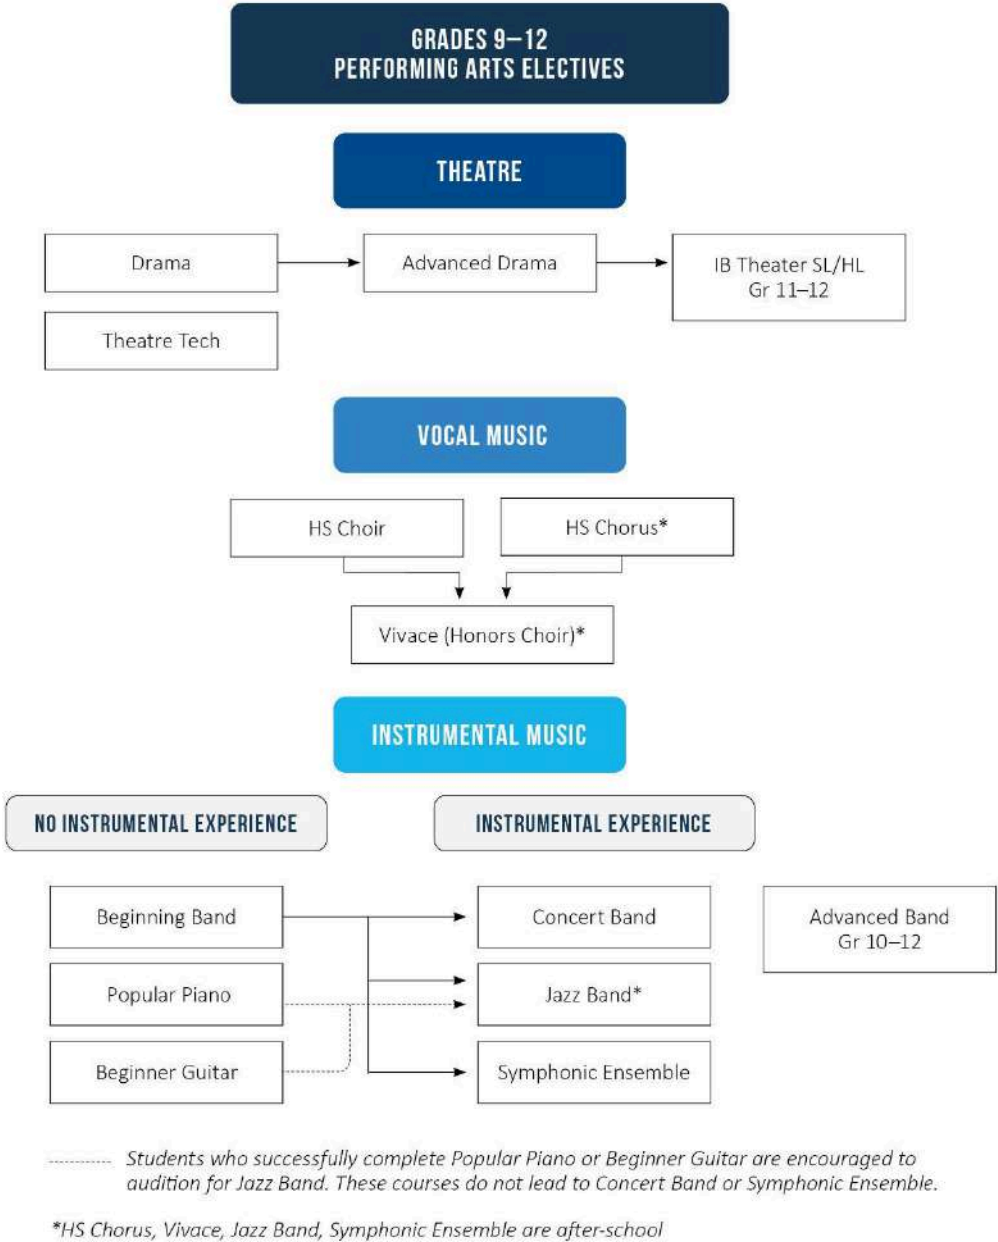 GRADES 9–12
PERFORMING ARTS ELECTIVES
THEATRE
Drama
Advanced Drama
IB Theater SL/HL
Gr 11–12
Theatre Tech
VOCAL MUSIC
HS Choir
HS Chorus*
Vivace (Honors Choir)*
INSTRUMENTAL MUSIC
NO INSTRUMENTAL EXPERIENCE
INSTRUMENTAL EXPERIENCE
Beginning Band
Concert Band
Advanced Band
Gr 10–12
Popular Piano
Jazz Band*
Beginner Guitar
Symphonic Ensemble
Students who successfully complete Popular Piano or Beginner Guitar are encouraged to
audition for Jazz Band. These courses do not lead to Concert Band or Symphonic Ensemble.
*HS Chorus, Vivace, Jazz Band, Symphonic Ensemble are after-school